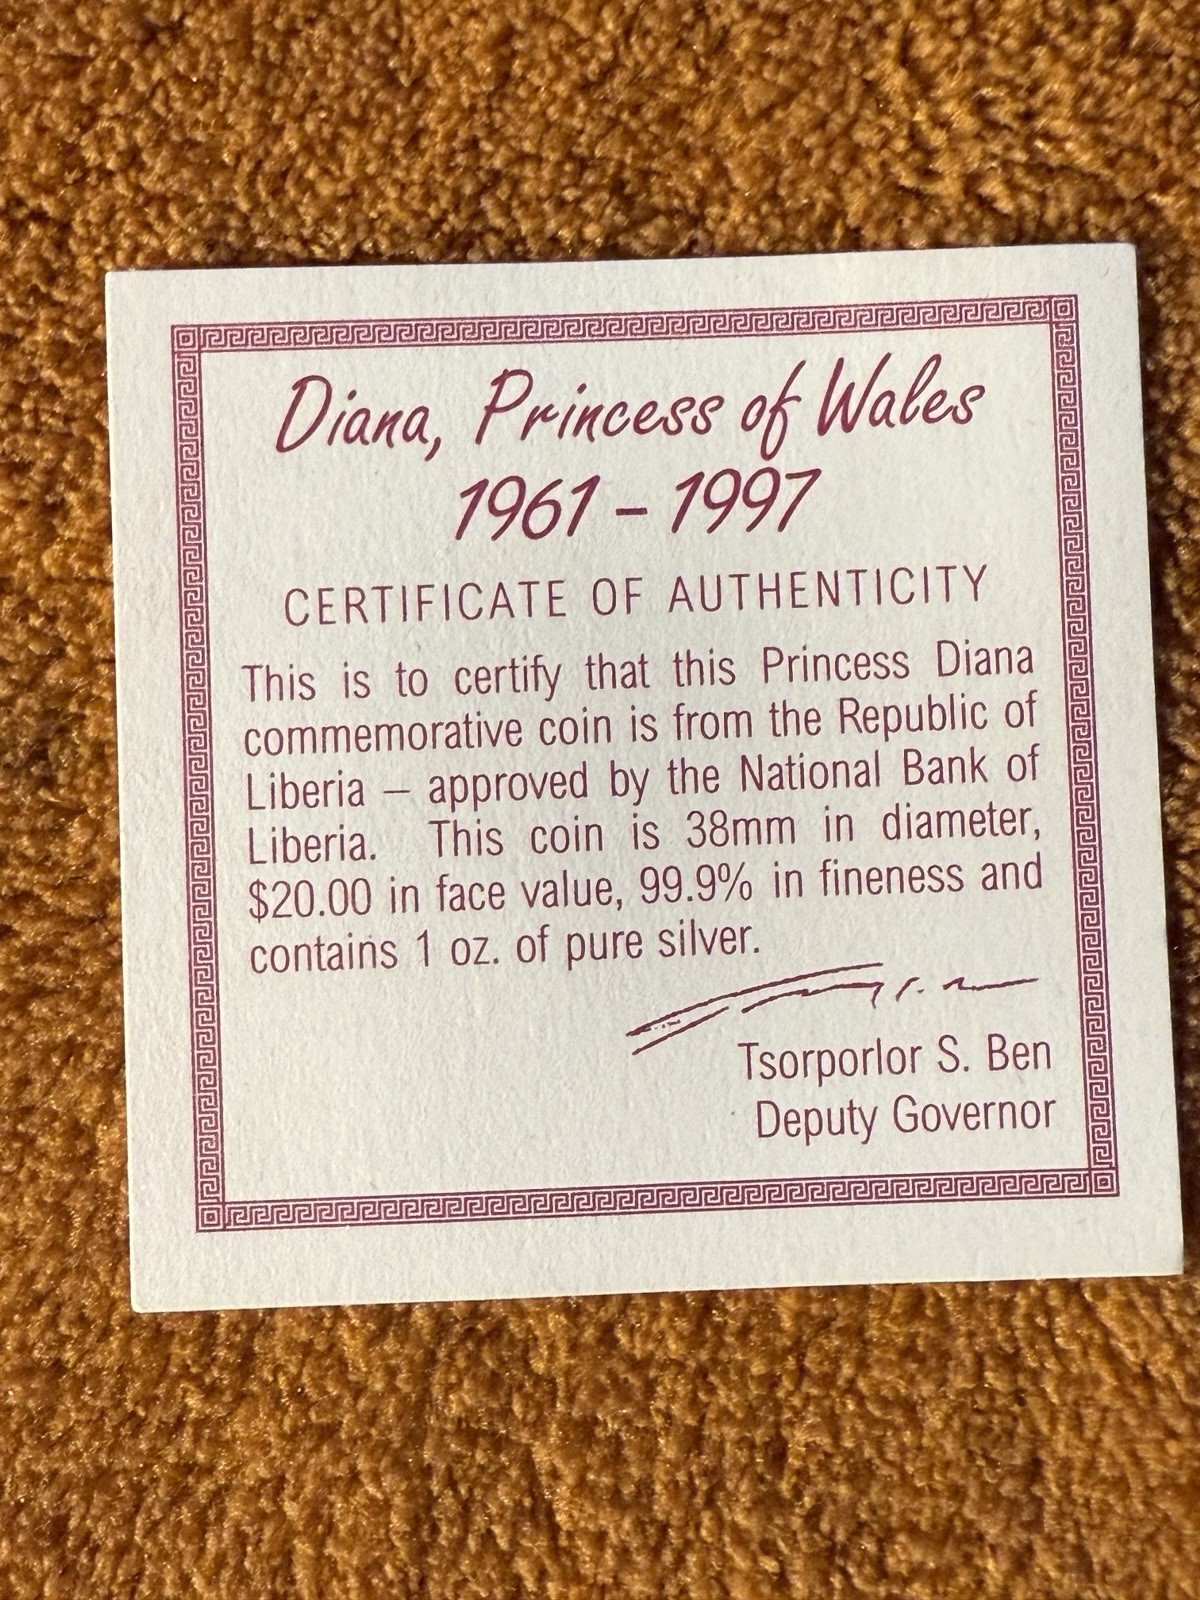 Diana, Princess of Wales
1961 – 1997
CERTIFICATE OF AUTHENTICITY
This is to certify that this Princess Diana
commemorative coin is from the Republic of
Liberia – approved by the National Bank of
Liberia. This coin is 38mm in diameter,
$20.00 in face value, 99.9% in fineness and
contains 1 oz. of pure silver.
Tsorporlor S. Ben
Deputy Governor